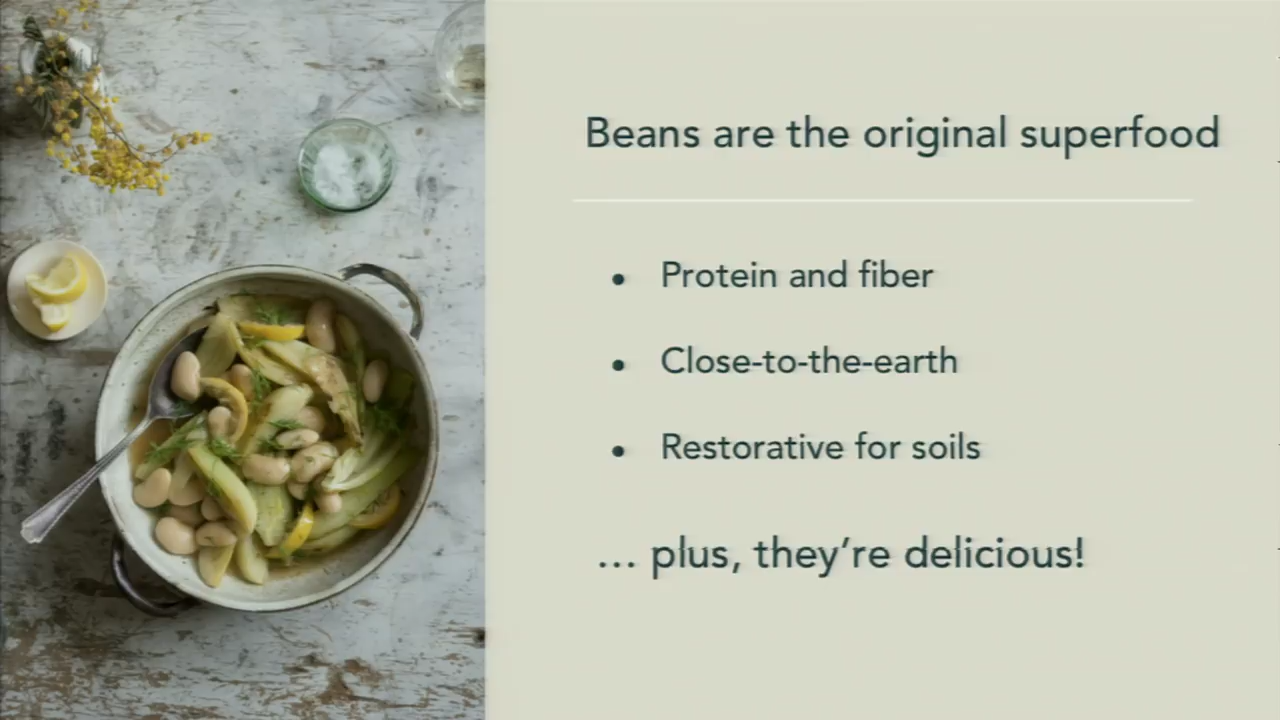 Beans are the original superfood
• Protein and fiber
• Close-to-the-earth
• Restorative for soils
… plus, they’re delicious!